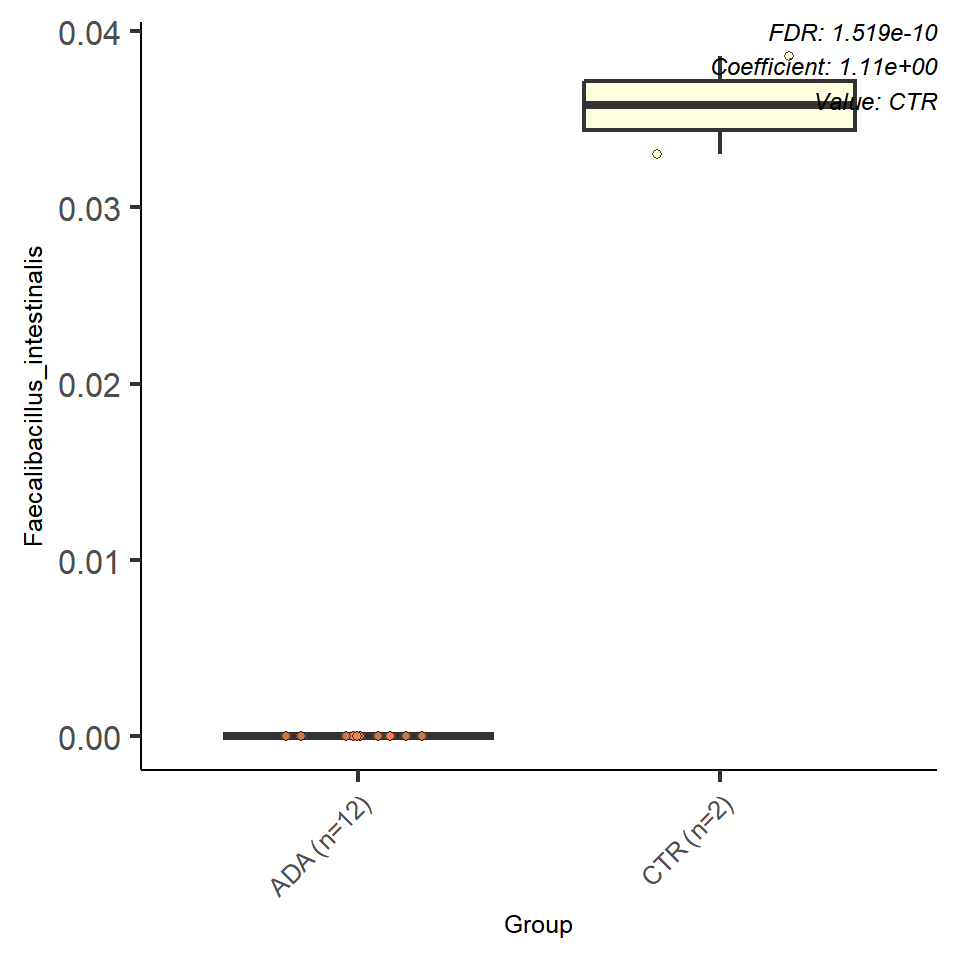 0.04
0.03
0.02
0.01
0.00
Faecalibacillus_intestinalis
FDR: 1.519e-10
Coefficient: 1.11e+00
Value: CTR
ADA (n=12)
CTR (n=2)
Group